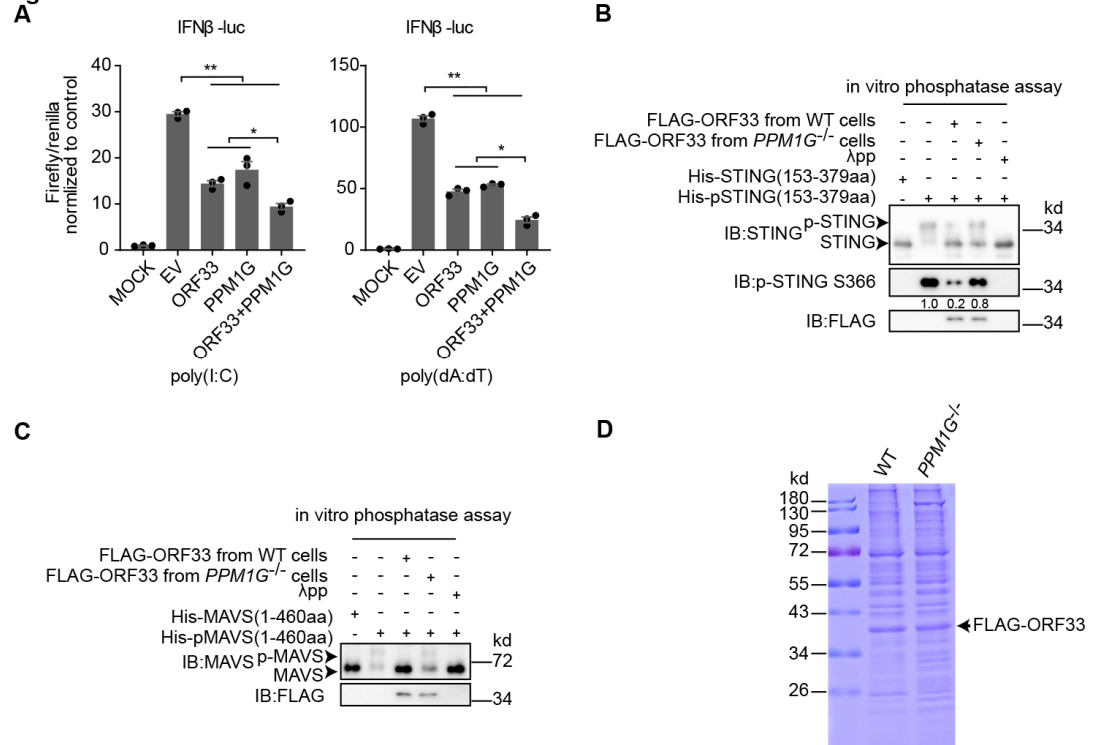 A
IFNβ -luc
IFNβ -luc
Firefly/renilla
normlized to control
40
30
20
10
0
**
*
MOCK
EV
ORF33
PPM1G
ORF33+PPM1G
poly(I:C)
150
100
50
0
**
*
MOCK
EV
ORF33
PPM1G
ORF33+PPM1G
poly(dA:dT)
B
in vitro phosphatase assay
FLAG-ORF33 from WT cells - - + - -
FLAG-ORF33 from PPM1G-/- cells - - - + -
λpp - - - - +
His-STING(153-379aa) + - - - -
His-pSTING(153-379aa) - + + + +
kd
IB:STING p-STING
STING
34
IB:p-STING S366
34
1.0 0.2 0.8
IB:FLAG
34
C
in vitro phosphatase assay
FLAG-ORF33 from WT cells - - + - -
FLAG-ORF33 from PPM1G-/- cells - - - + -
λpp - - - - +
His-MAVS(1-460aa) + - - - -
His-pMAVS(1-460aa) - + + + +
kd
IB:MAVS p-MAVS
MAVS
72
IB:FLAG
34
D
WT
PPM1G-/-
kd
180
130
95
72
55
43
34
26
FLAG-ORF33